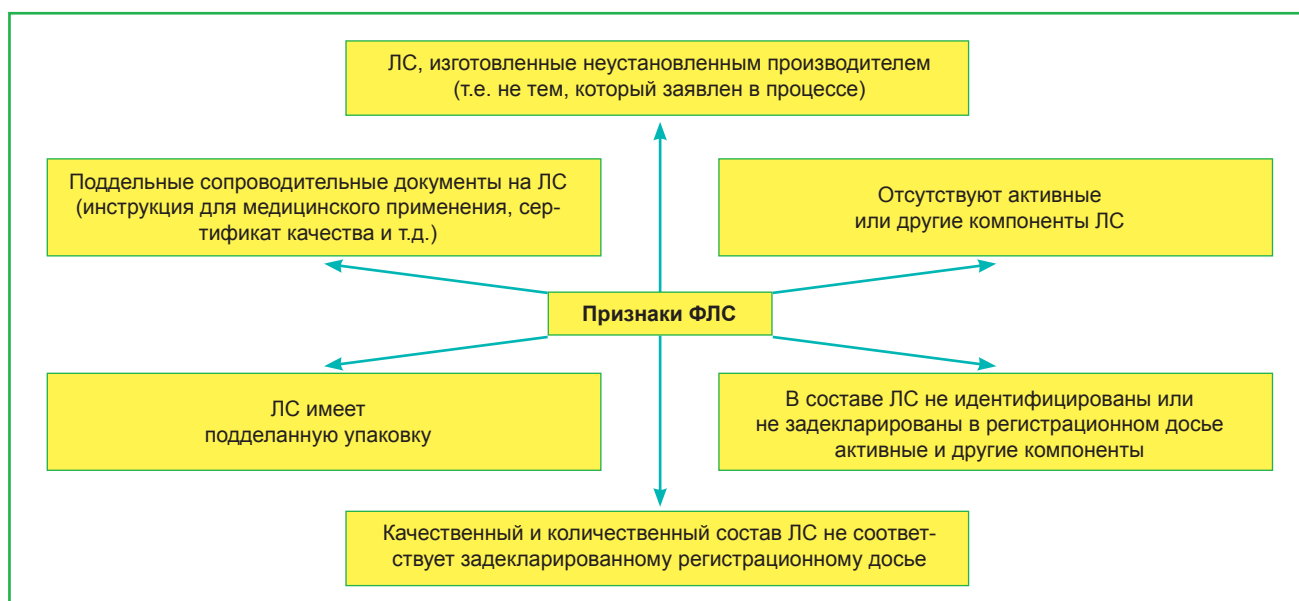 ЛС, изготовленные неустановленным производителем
(т.е. не тем, который заявлен в процессе)
Поддельные сопроводительные документы на ЛС
(инструкция для медицинского применения, сер-
тификат качества и т.д.)
Отсутствуют активные
или другие компоненты ЛС
Признаки ФЛС
ЛС имеет
подделанную упаковку
В составе ЛС не идентифицированы или
не задекларированы в регистрационном досье
активные и другие компоненты
Качественный и количественный состав ЛС не соответ-
ствует задекларированному регистрационному досье